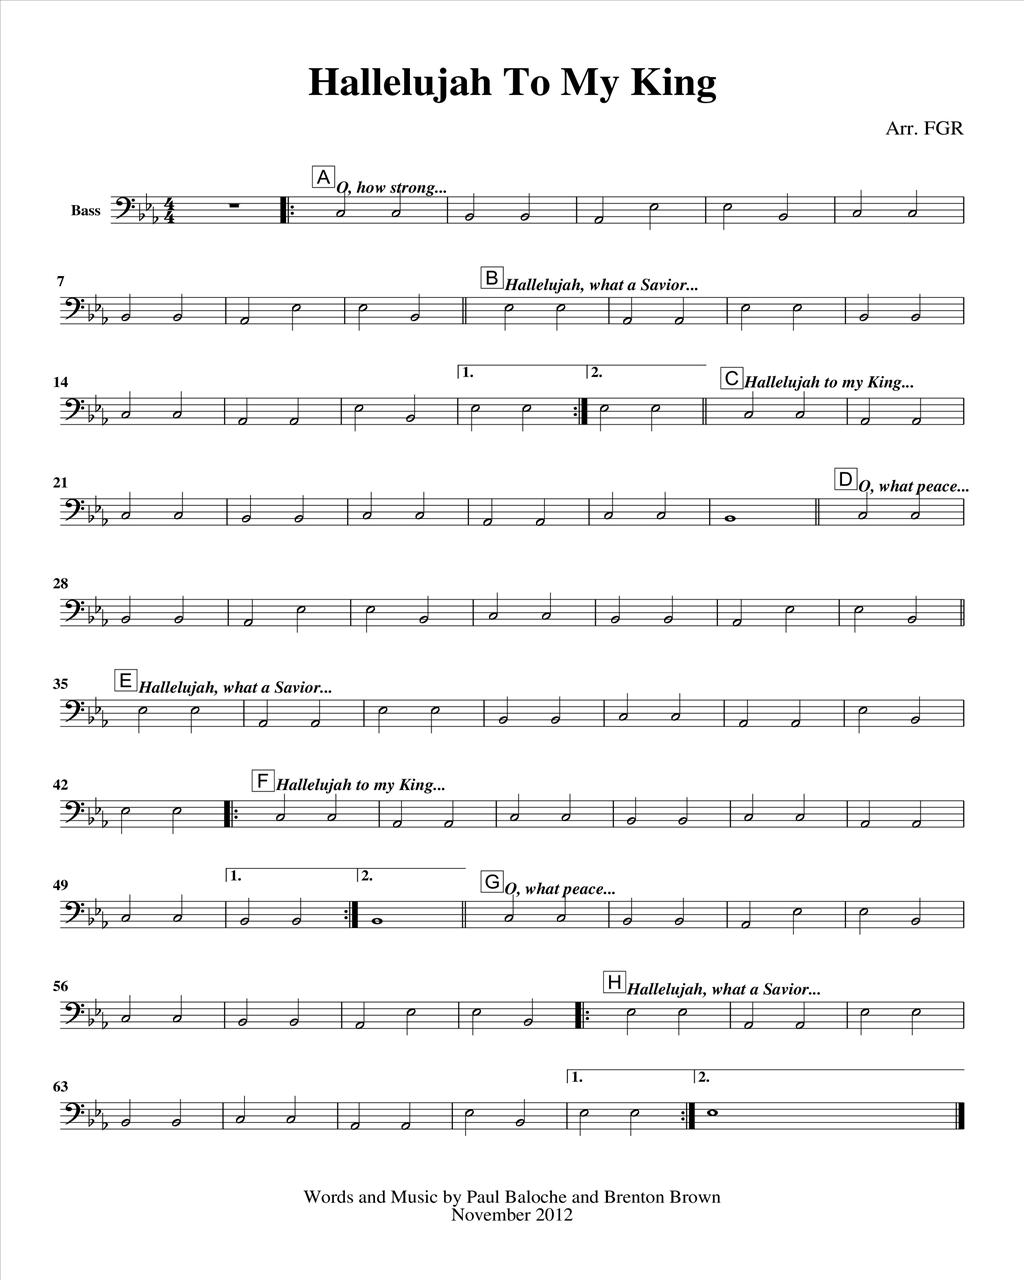 Hallelujah To My King
Arr. FGR
A O, how strong...
Bass
7
B Hallelujah, what a Savior...
14
1. 2.
C Hallelujah to my King...
21
D O, what peace...
28
35
E Hallelujah, what a Savior...
42
F Hallelujah to my King...
49
1. 2.
G O, what peace...
56
H Hallelujah, what a Savior...
63
1. 2.
Words and Music by Paul Baloche and Brenton Brown
November 2012